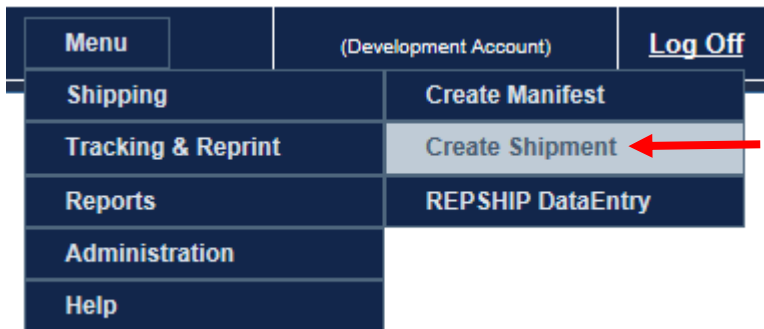 Menu (Development Account) Log Off
Shipping Create Manifest
Tracking & Reprint Create Shipment
Reports REPSHIP DataEntry
Administration
Help